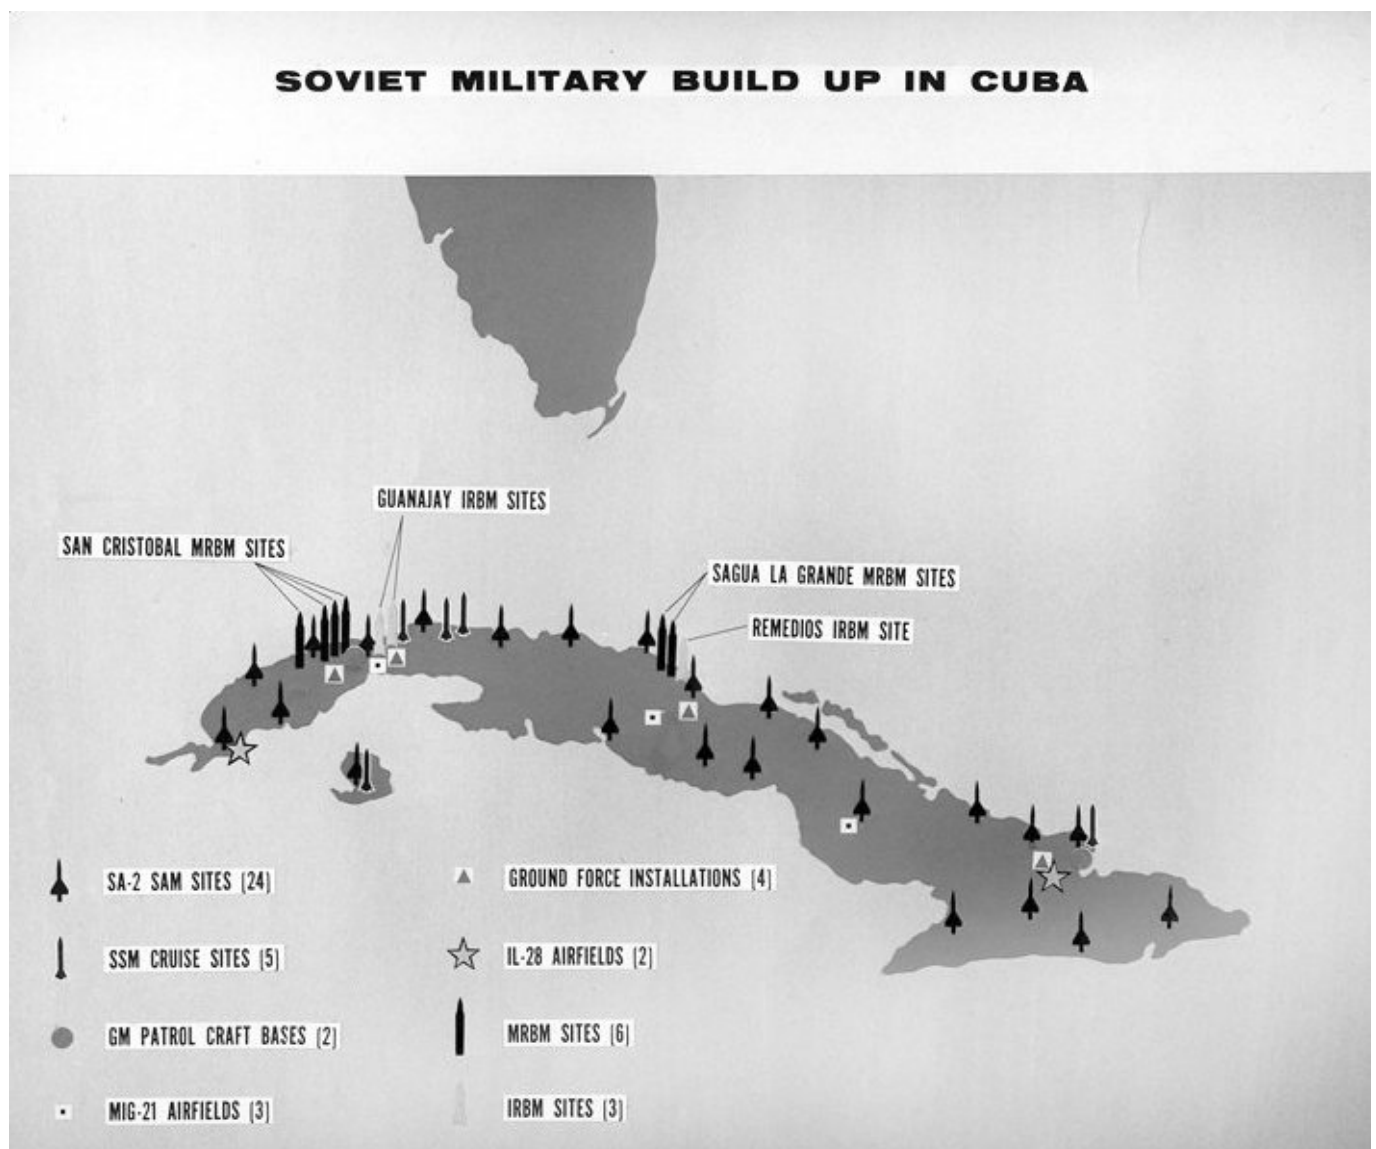 SOVIET MILITARY BUILD UP IN CUBA
GUANAJAY IRBM SITES
SAN CRISTOBAL MRBM SITES
SAGUA LA GRANDE MRBM SITES
REMEDIOS IRBM SITE
SA-2 SAM SITES (24)
SSM CRUISE SITES (5)
GM PATROL CRAFT BASES (2)
MIG-21 AIRFIELDS (3)
GROUND FORCE INSTALLATIONS (4)
IL-28 AIRFIELDS (2)
MRBM SITES (6)
IRBM SITES (3)